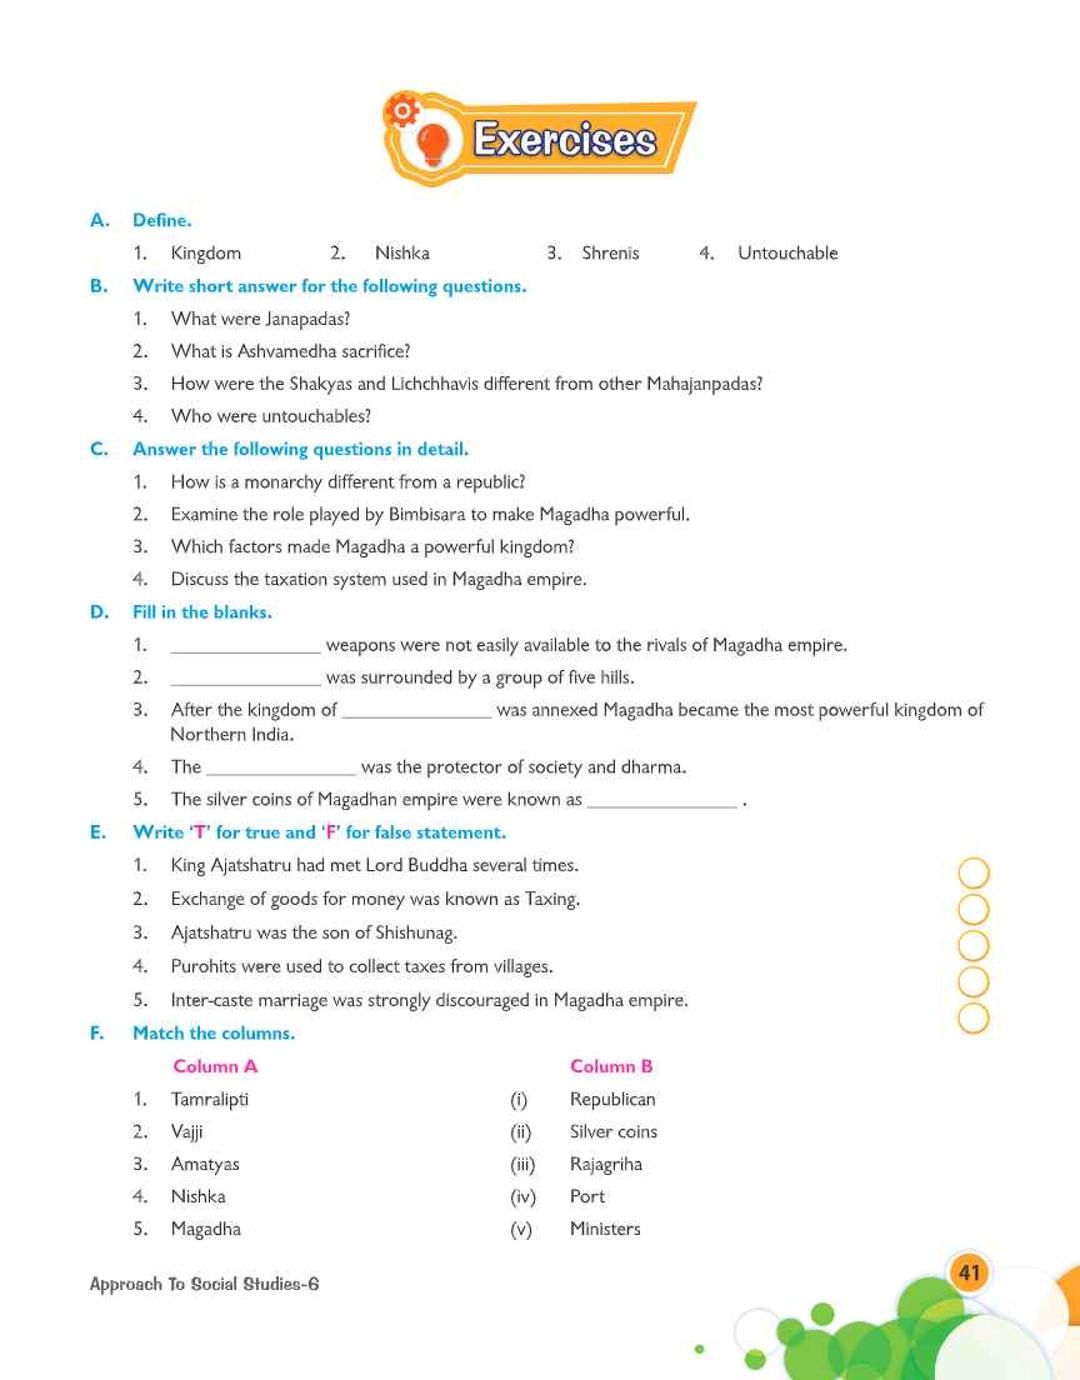 Exercises
A. Define.
1. Kingdom 2. Nishka 3. Shrenis 4. Untouchable
B. Write short answer for the following questions.
1. What were Janapadas?
2. What is Ashvamedha sacrifice?
3. How were the Shakyas and Lichchhavis different from other Mahajanpadas?
4. Who were untouchables?
C. Answer the following questions in detail.
1. How is a monarchy different from a republic?
2. Examine the role played by Bimbisara to make Magadha powerful.
3. Which factors made Magadha a powerful kingdom?
4. Discuss the taxation system used in Magadha empire.
D. Fill in the blanks.
1. _______________ weapons were not easily available to the rivals of Magadha empire.
2. _______________ was surrounded by a group of five hills.
3. After the kingdom of _______________ was annexed Magadha became the most powerful kingdom of
Northern India.
4. The _______________ was the protector of society and dharma.
5. The silver coins of Magadhan empire were known as _______________ .
E. Write ‘T’ for true and ‘F’ for false statement.
1. King Ajatshatru had met Lord Buddha several times.
2. Exchange of goods for money was known as Taxing.
3. Ajatshatru was the son of Shishunag.
4. Purohits were used to collect taxes from villages.
5. Inter-caste marriage was strongly discouraged in Magadha empire.
F. Match the columns.
Column A Column B
1. Tamralipti (i) Republican
2. Vajji (ii) Silver coins
3. Amatyas (iii) Rajagriha
4. Nishka (iv) Port
5. Magadha (v) Ministers
Approach To Social Studies-6 41